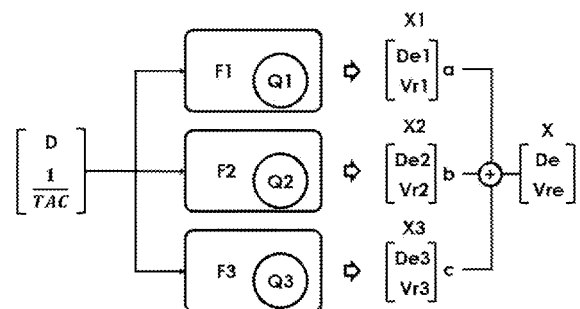 D
1
TAC
F1
Q1
F2
Q2
F3
Q3
X1
De1
Vr1
a
X2
De2
Vr2
b
X3
De3
Vr3
c
+
X
De
Vre